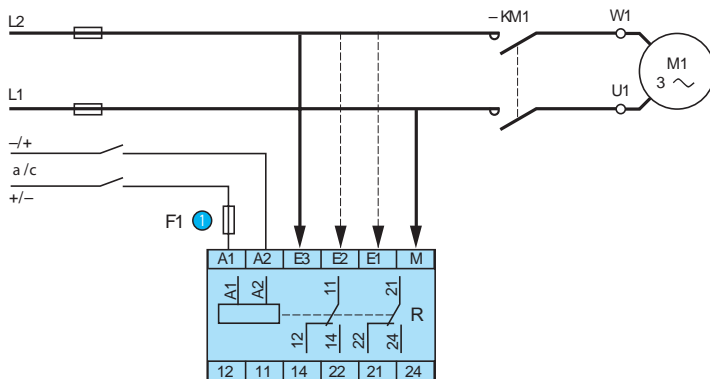 L2
– KM1
W1
M1
3
L1
U1
–/+
a/c
+/–
F1 1
A1 A2 E3 E2 E1 M
A1 A2 11 21
R
12 14 22 24
12 11 14 22 21 24